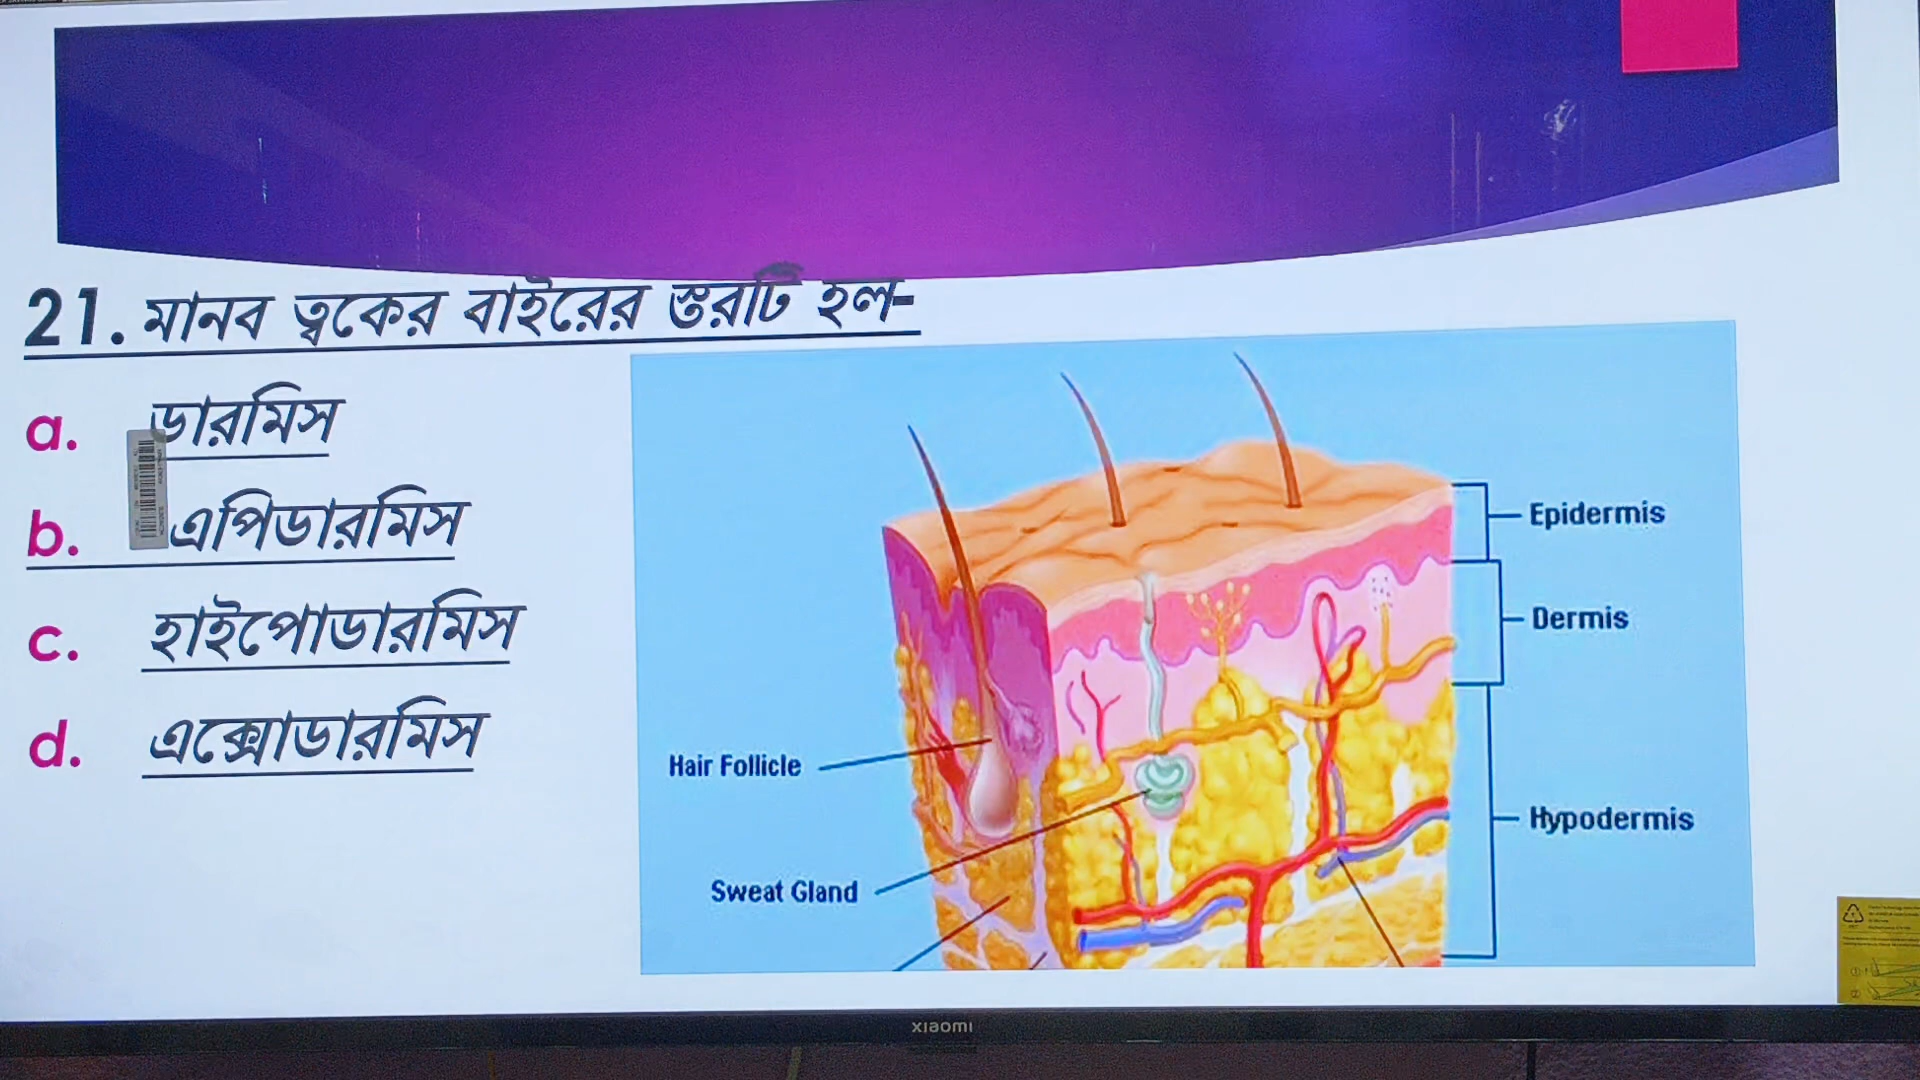 21. মানব ত্বকের বাইরের স্তরটি হল-
a. ডারমিস
b. এপিডারমিস
c. হাইপোডারমিস
d. এক্সোডারমিস
Epidermis
Dermis
Hair Follicle
Hypodermis
Sweat Gland
xiaomi